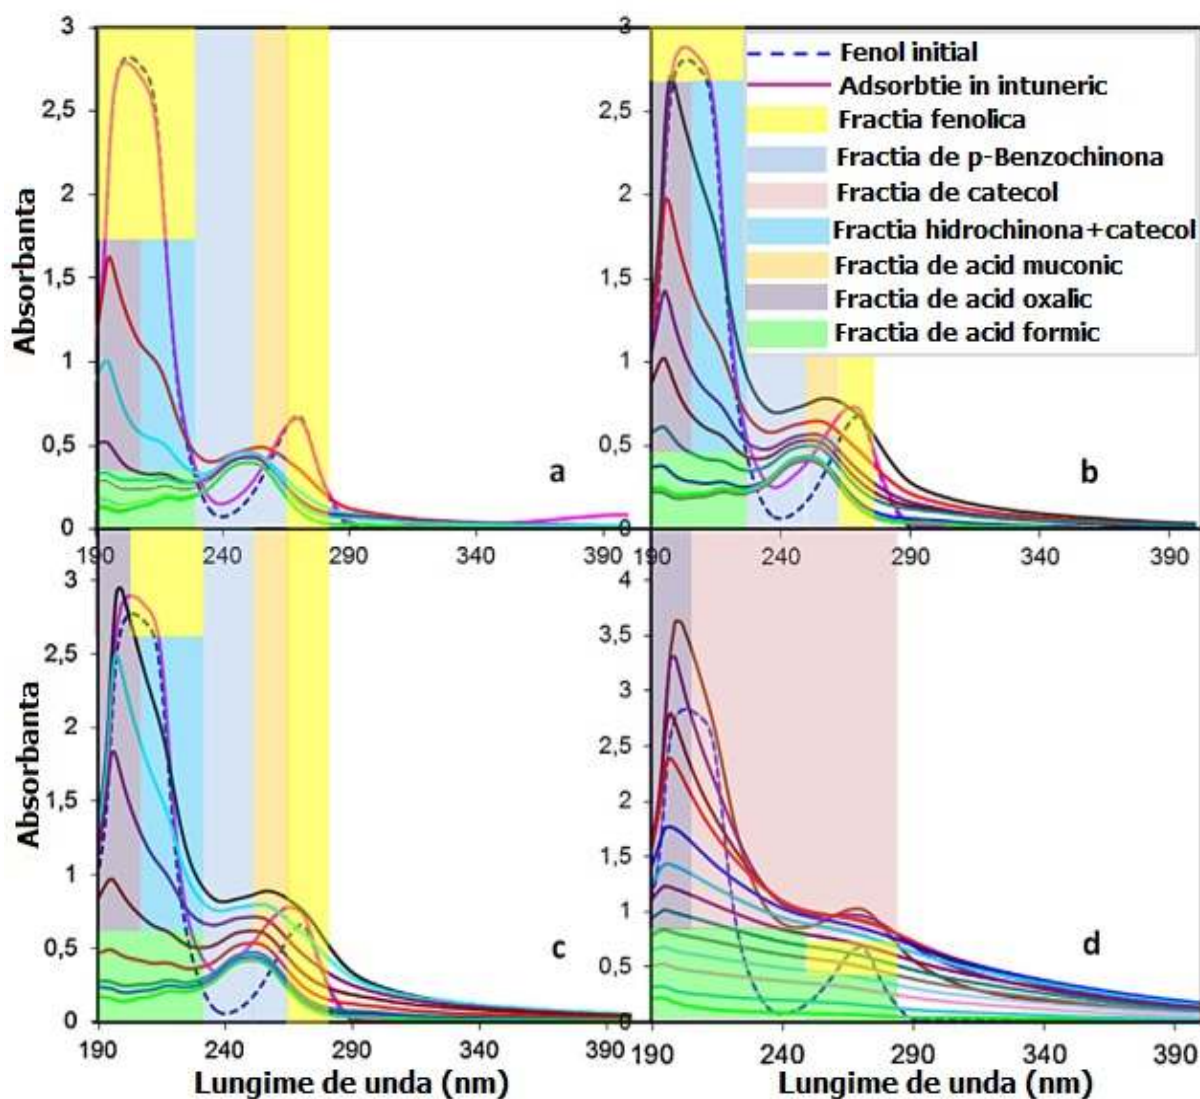 3
2,5
2
1,5
1
0,5
0
190 240 290 340 390
Absorbanta
a
3
2,5
2
1,5
1
0,5
0
190 240 290 340 390
b
Fenol initial
Adsorbtie in intuneric
Fractia fenolica
Fractia de p-Benzochinona
Fractia de catecol
Fractia hidrochinona+catecol
Fractia de acid muconic
Fractia de acid oxalic
Fractia de acid formic
3
2,5
2
1,5
1
0,5
0
190 240 290 340 390
Absorbanta
Lungime de unda (nm)
c
4
3,5
3
2,5
2
1,5
1
0,5
0
190 240 290 340 390
Lungime de unda (nm)
d